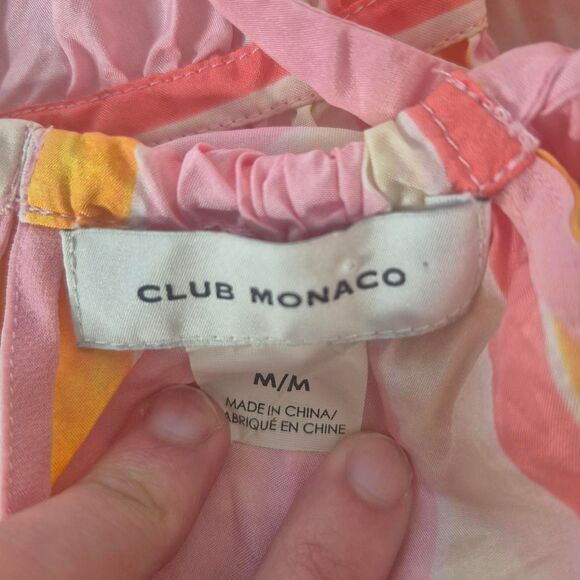 CLUB MONACO
M/M
MADE IN CHINA/
FABRIQUÉ EN CHINE